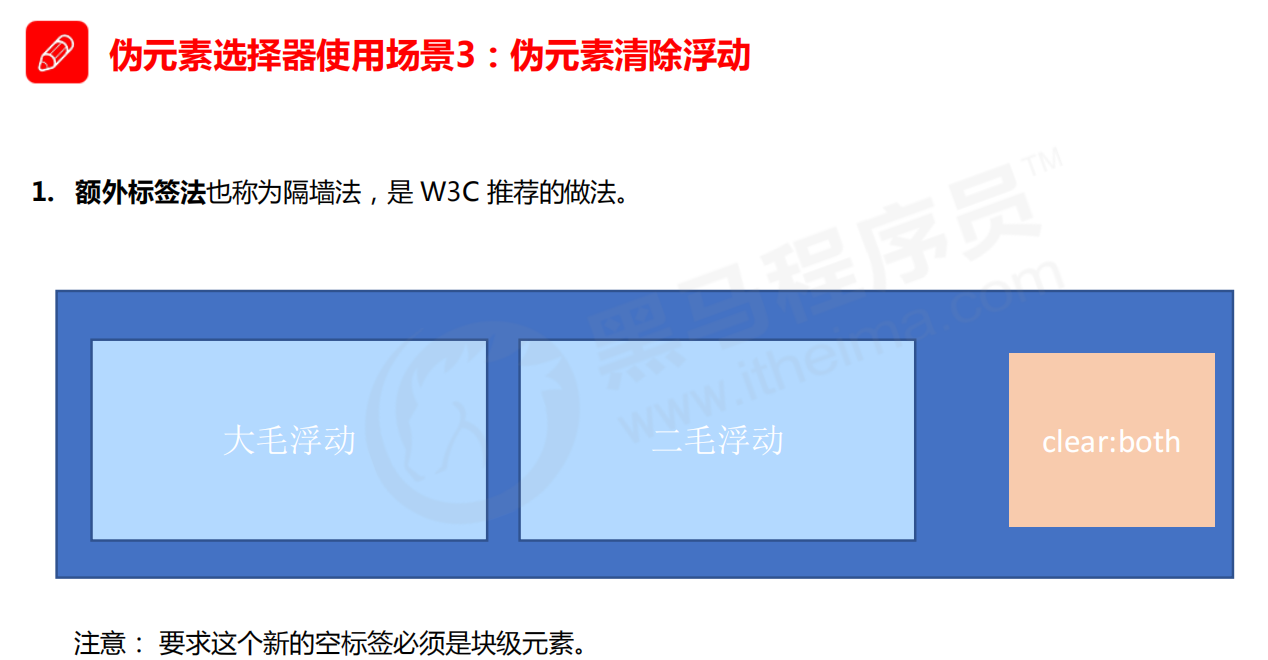 伪元素选择器使用场景3：伪元素清除浮动
1. 额外标签法也称为隔墙法，是 W3C 推荐的做法。
黑马程序员™
www.itheima.com
大毛浮动
二毛浮动
clear:both
注意： 要求这个新的空标签必须是块级元素。